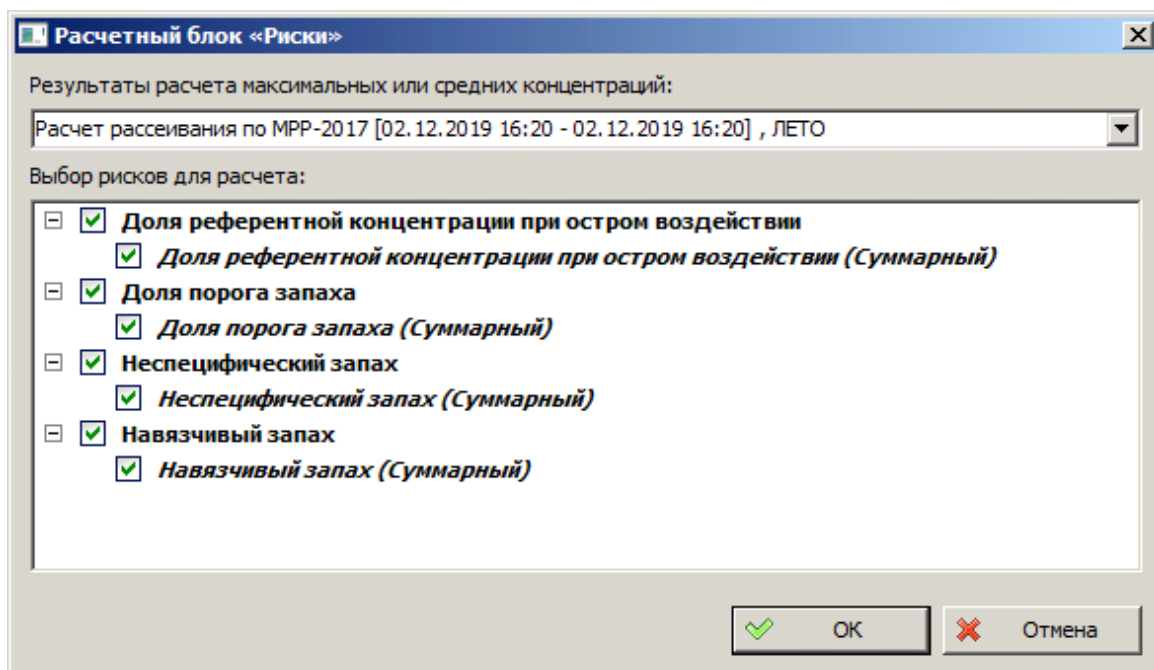 Расчетный блок «Риски»
Результаты расчета максимальных или средних концентраций:
Расчет рассеивания по МРР-2017 [02.12.2019 16:20 - 02.12.2019 16:20] , ЛЕТО
Выбор рисков для расчета:
Доля референтной концентрации при остром воздействии
Доля референтной концентрации при остром воздействии (Суммарный)
Доля порога запаха
Доля порога запаха (Суммарный)
Неспецифический запах
Неспецифический запах (Суммарный)
Навязчивый запах
Навязчивый запах (Суммарный)
ОК Отмена